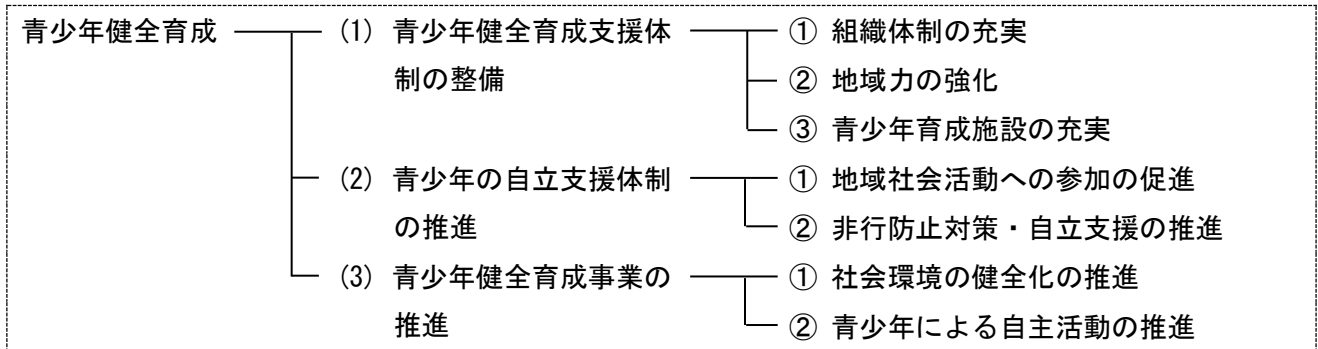 青少年健全育成 (1) 青少年健全育成支援体 ① 組織体制の充実
制の整備 ② 地域力の強化
③ 青少年育成施設の充実
(2) 青少年の自立支援体制 ① 地域社会活動への参加の促進
の推進 ② 非行防止対策・自立支援の推進
(3) 青少年健全育成事業の ① 社会環境の健全化の推進
推進 ② 青少年による自主活動の推進